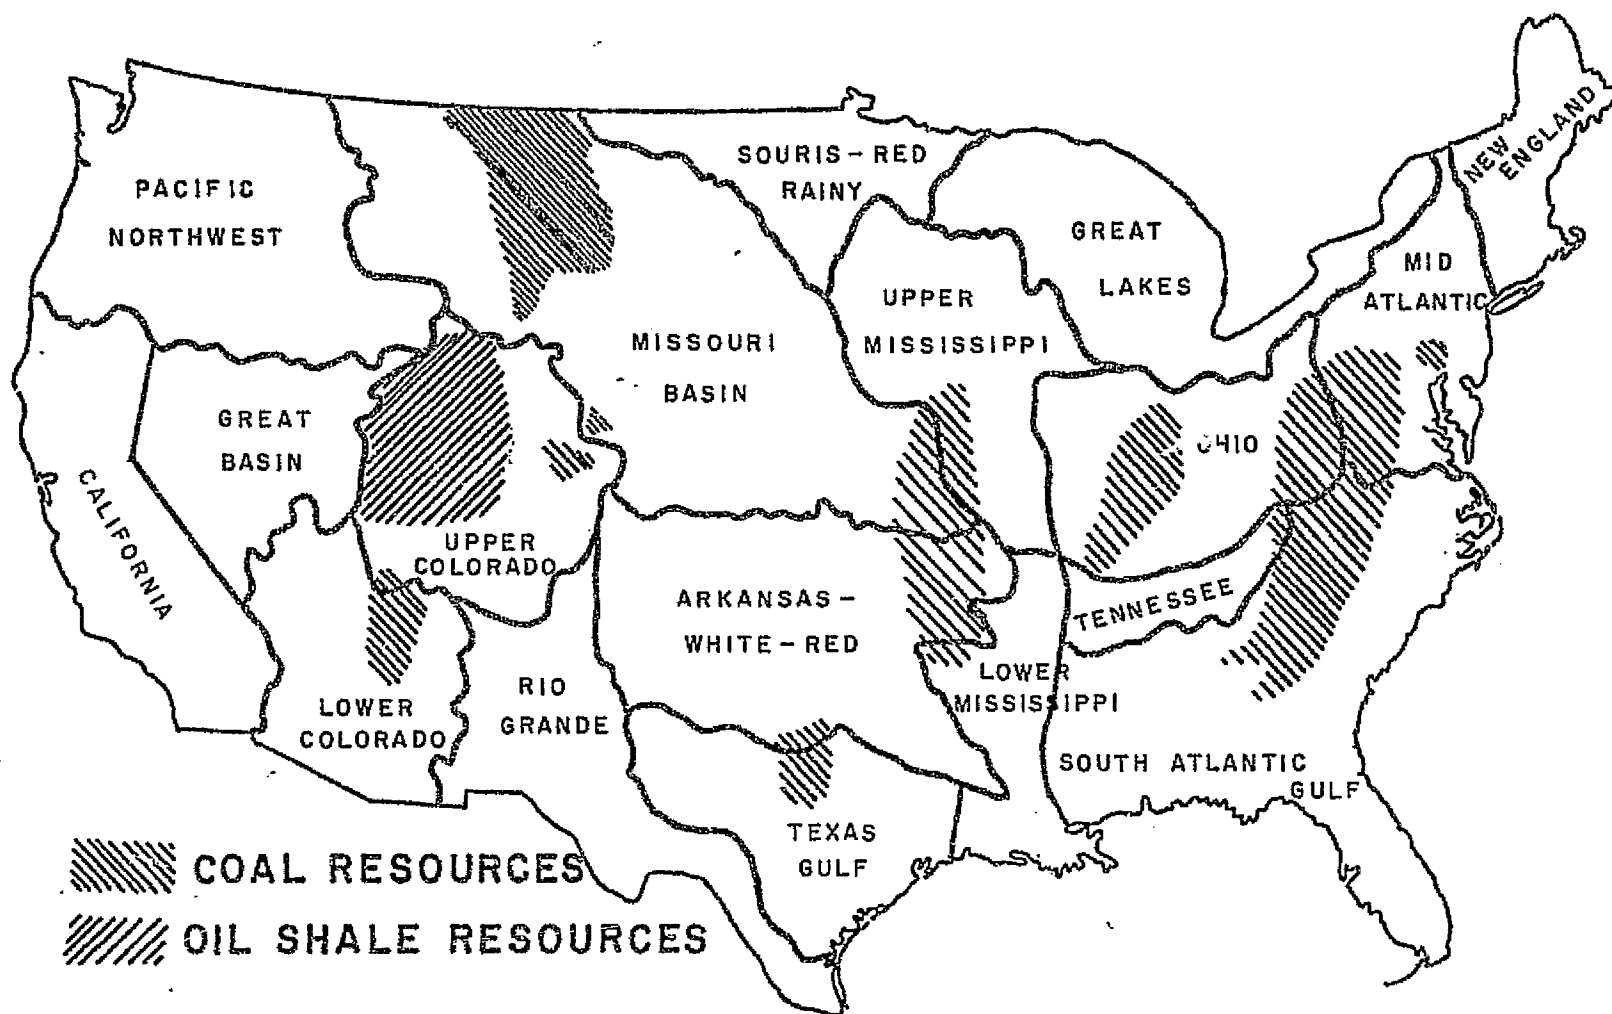 PACIFIC
NORTHWEST
SOURIS-RED
RAINY
NEW
ENGLAND
GREAT
LAKES
MID
ATLANTIC
UPPER
MISSISSIPPI
MISSOURI
BASIN
GREAT
BASIN
OHIO
CALIFORNIA
UPPER
COLORADO
ARKANSAS-
WHITE-RED
TENNESSEE
LOWER
MISSISSIPPI
RIO
GRANDE
LOWER
COLORADO
SOUTH ATLANTIC
GULF
TEXAS
GULF
COAL RESOURCES
OIL SHALE RESOURCES